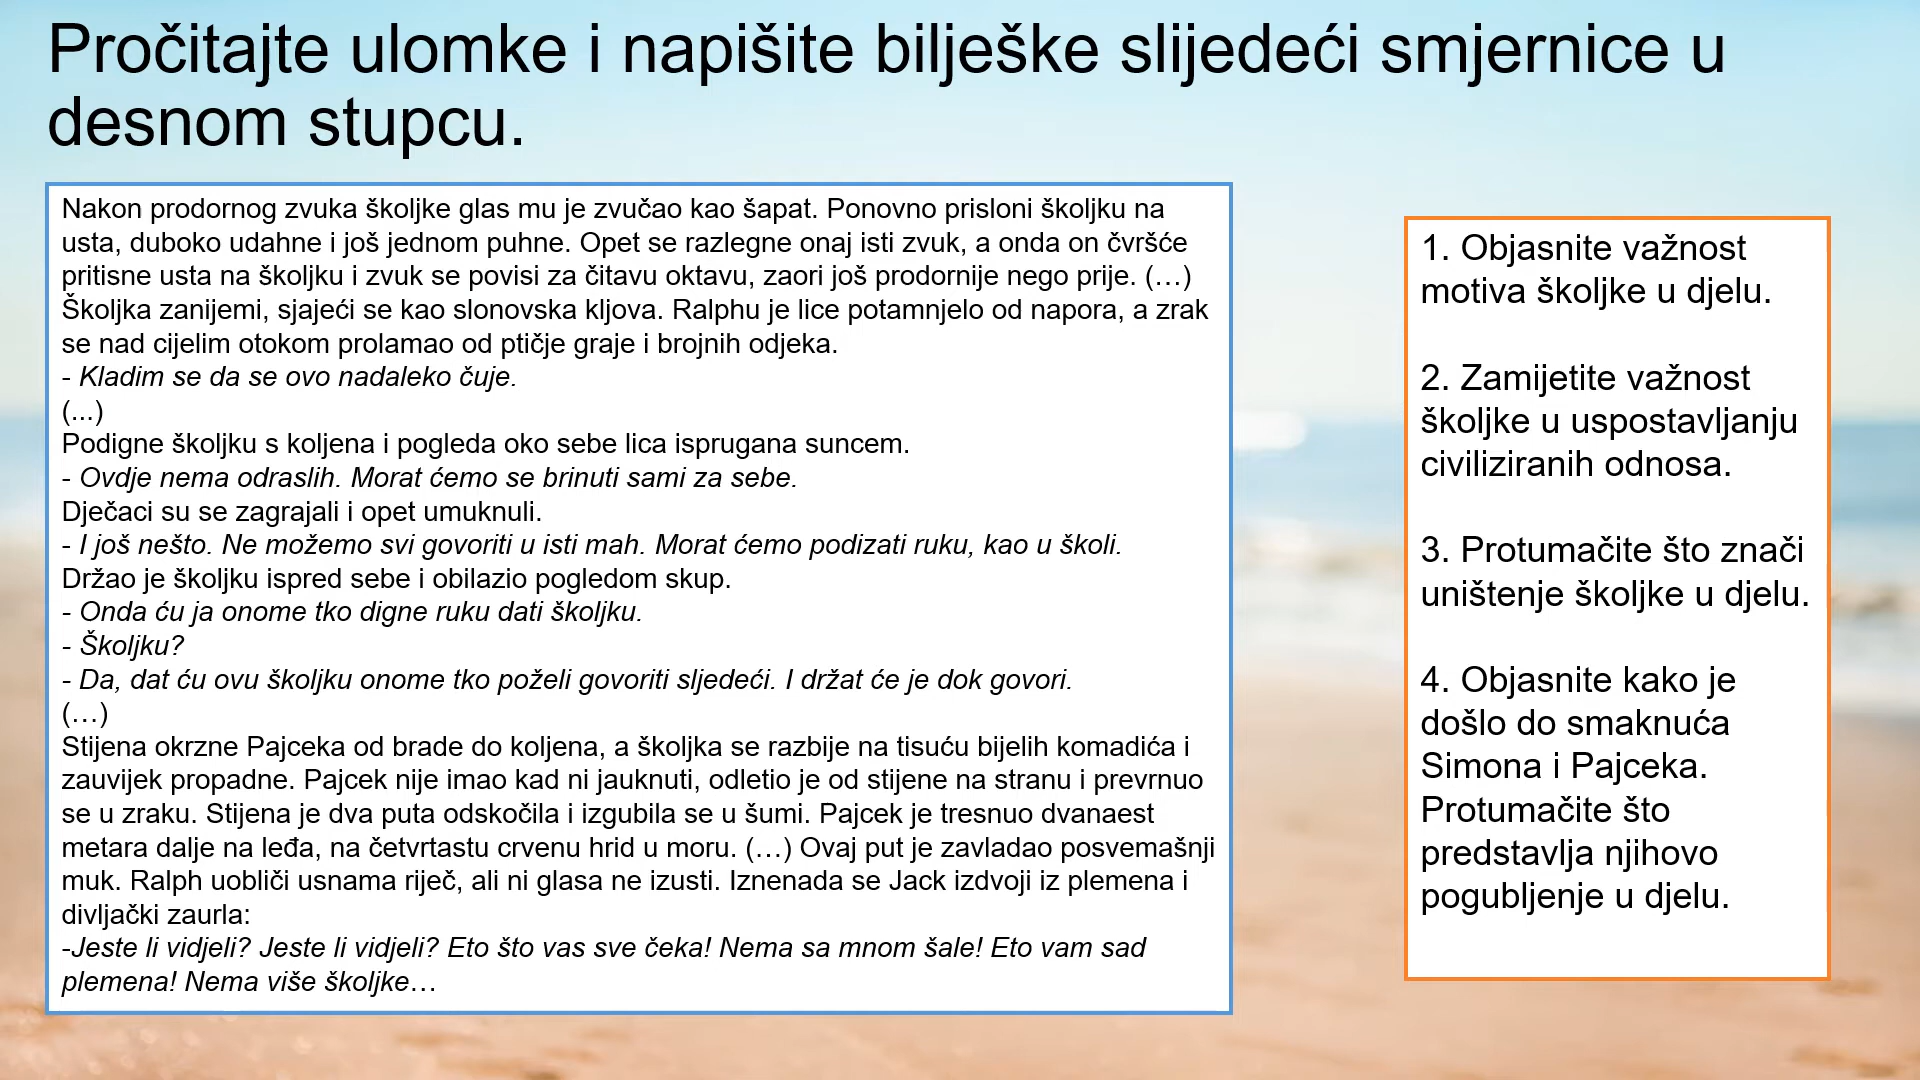 Pročitajte ulomke i napišite bilješke slijedeći smjernice u
desnom stupcu.
Nakon prodornog zvuka školjke glas mu je zvučao kao šapat. Ponovno prisloni školjku na
usta, duboko udahne i još jednom puhne. Opet se razlegne onaj isti zvuk, a onda on čvršće
pritisne usta na školjku i zvuk se povisi za čitavu oktavu, zaori još prodornije nego prije. (…)
Školjka zanijemi, sjajeći se kao slonovska kljova. Ralphu je lice potamnjelo od napora, a zrak
se nad cijelim otokom prolamao od ptičje graje i brojnih odjeka.
- Kladim se da se ovo nadaleko čuje.
(...)
Podigne školjku s koljena i pogleda oko sebe lica isprugana suncem.
- Ovdje nema odraslih. Morat ćemo se brinuti sami za sebe.
Dječaci su se zagrajali i opet umuknuli.
- I još nešto. Ne možemo svi govoriti u isti mah. Morat ćemo podizati ruku, kao u školi.
Držao je školjku ispred sebe i obilazio pogledom skup.
- Onda ću ja onome tko digne ruku dati školjku.
- Školjku?
- Da, dat ću ovu školjku onome tko poželi govoriti sljedeći. I držat će je dok govori.
(…)
Stijena okrzne Pajceka od brade do koljena, a školjka se razbije na tisuću bijelih komadića i
zauvijek propadne. Pajcek nije imao kad ni jauknuti, odletio je od stijene na stranu i prevrnuo
se u zraku. Stijena je dva puta odskočila i izgubila se u šumi. Pajcek je tresnuo dvanaest
metara dalje na leđa, na četvrtastu crvenu hrid u moru. (…) Ovaj put je zavladao posvemašnji
muk. Ralph uobliči usnama riječ, ali ni glasa ne izusti. Iznenada se Jack izdvoji iz plemena i
divljački zaurla:
-Jeste li vidjeli? Jeste li vidjeli? Eto što vas sve čeka! Nema sa mnom šale! Eto vam sad
plemena! Nema više školjke…
1. Objasnite važnost
motiva školjke u djelu.
2. Zamijetite važnost
školjke u uspostavljanju
civiliziranih odnosa.
3. Protumačite što znači
uništenje školjke u djelu.
4. Objasnite kako je
došlo do smaknuća
Simona i Pajceka.
Protumačite što
predstavlja njihovo
pogubljenje u djelu.